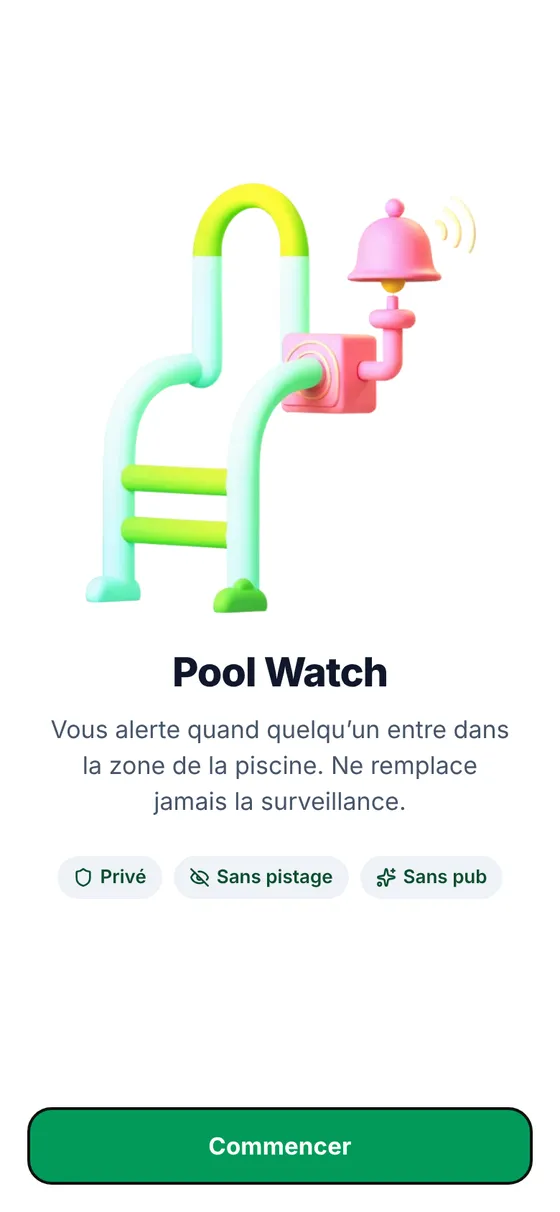 Pool Watch
Vous alerte quand quelqu’un entre dans
la zone de la piscine. Ne remplace
jamais la surveillance.
Privé
Sans pistage
Sans pub
Commencer